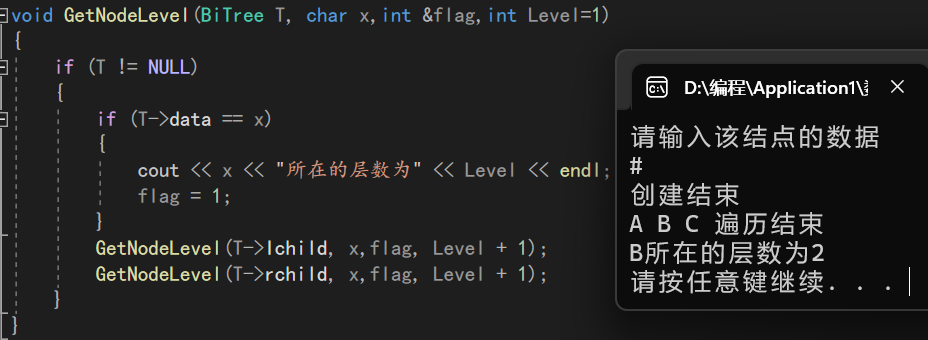 void GetNodeLevel(BiTree T, char x,int &flag,int Level=1)
{
if (T != NULL)
{
if (T->data == x)
{
cout << x << "所在的层数为" << Level << endl;
flag = 1;
}
GetNodeLevel(T->lchild, x,flag, Level + 1);
GetNodeLevel(T->rchild, x,flag, Level + 1);
}
}
D:\编程\Application1\
请输入该结点的数据
#
创建结束
A B C 遍历结束
B所在的层数为2
请按任意键继续. . .